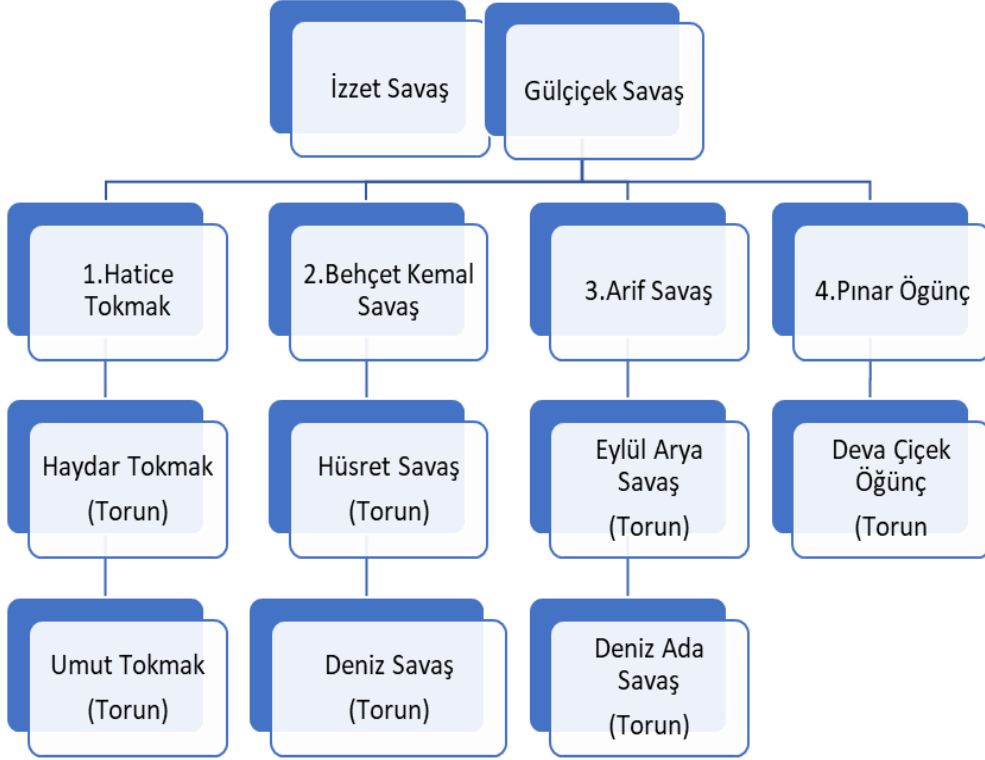 İzzet Savaş
Gülçiçek Savaş
1.Hatice
Tokmak
2.Behçet Kemal
Savaş
3.Arif Savaş
4.Pınar Ögünç
Haydar Tokmak
(Torun)
Hüsret Savaş
(Torun)
Eylül Arya
Savaş
(Torun)
Deva Çiçek
Öğünç
(Torun
Umut Tokmak
(Torun)
Deniz Savaş
(Torun)
Deniz Ada
Savaş
(Torun)